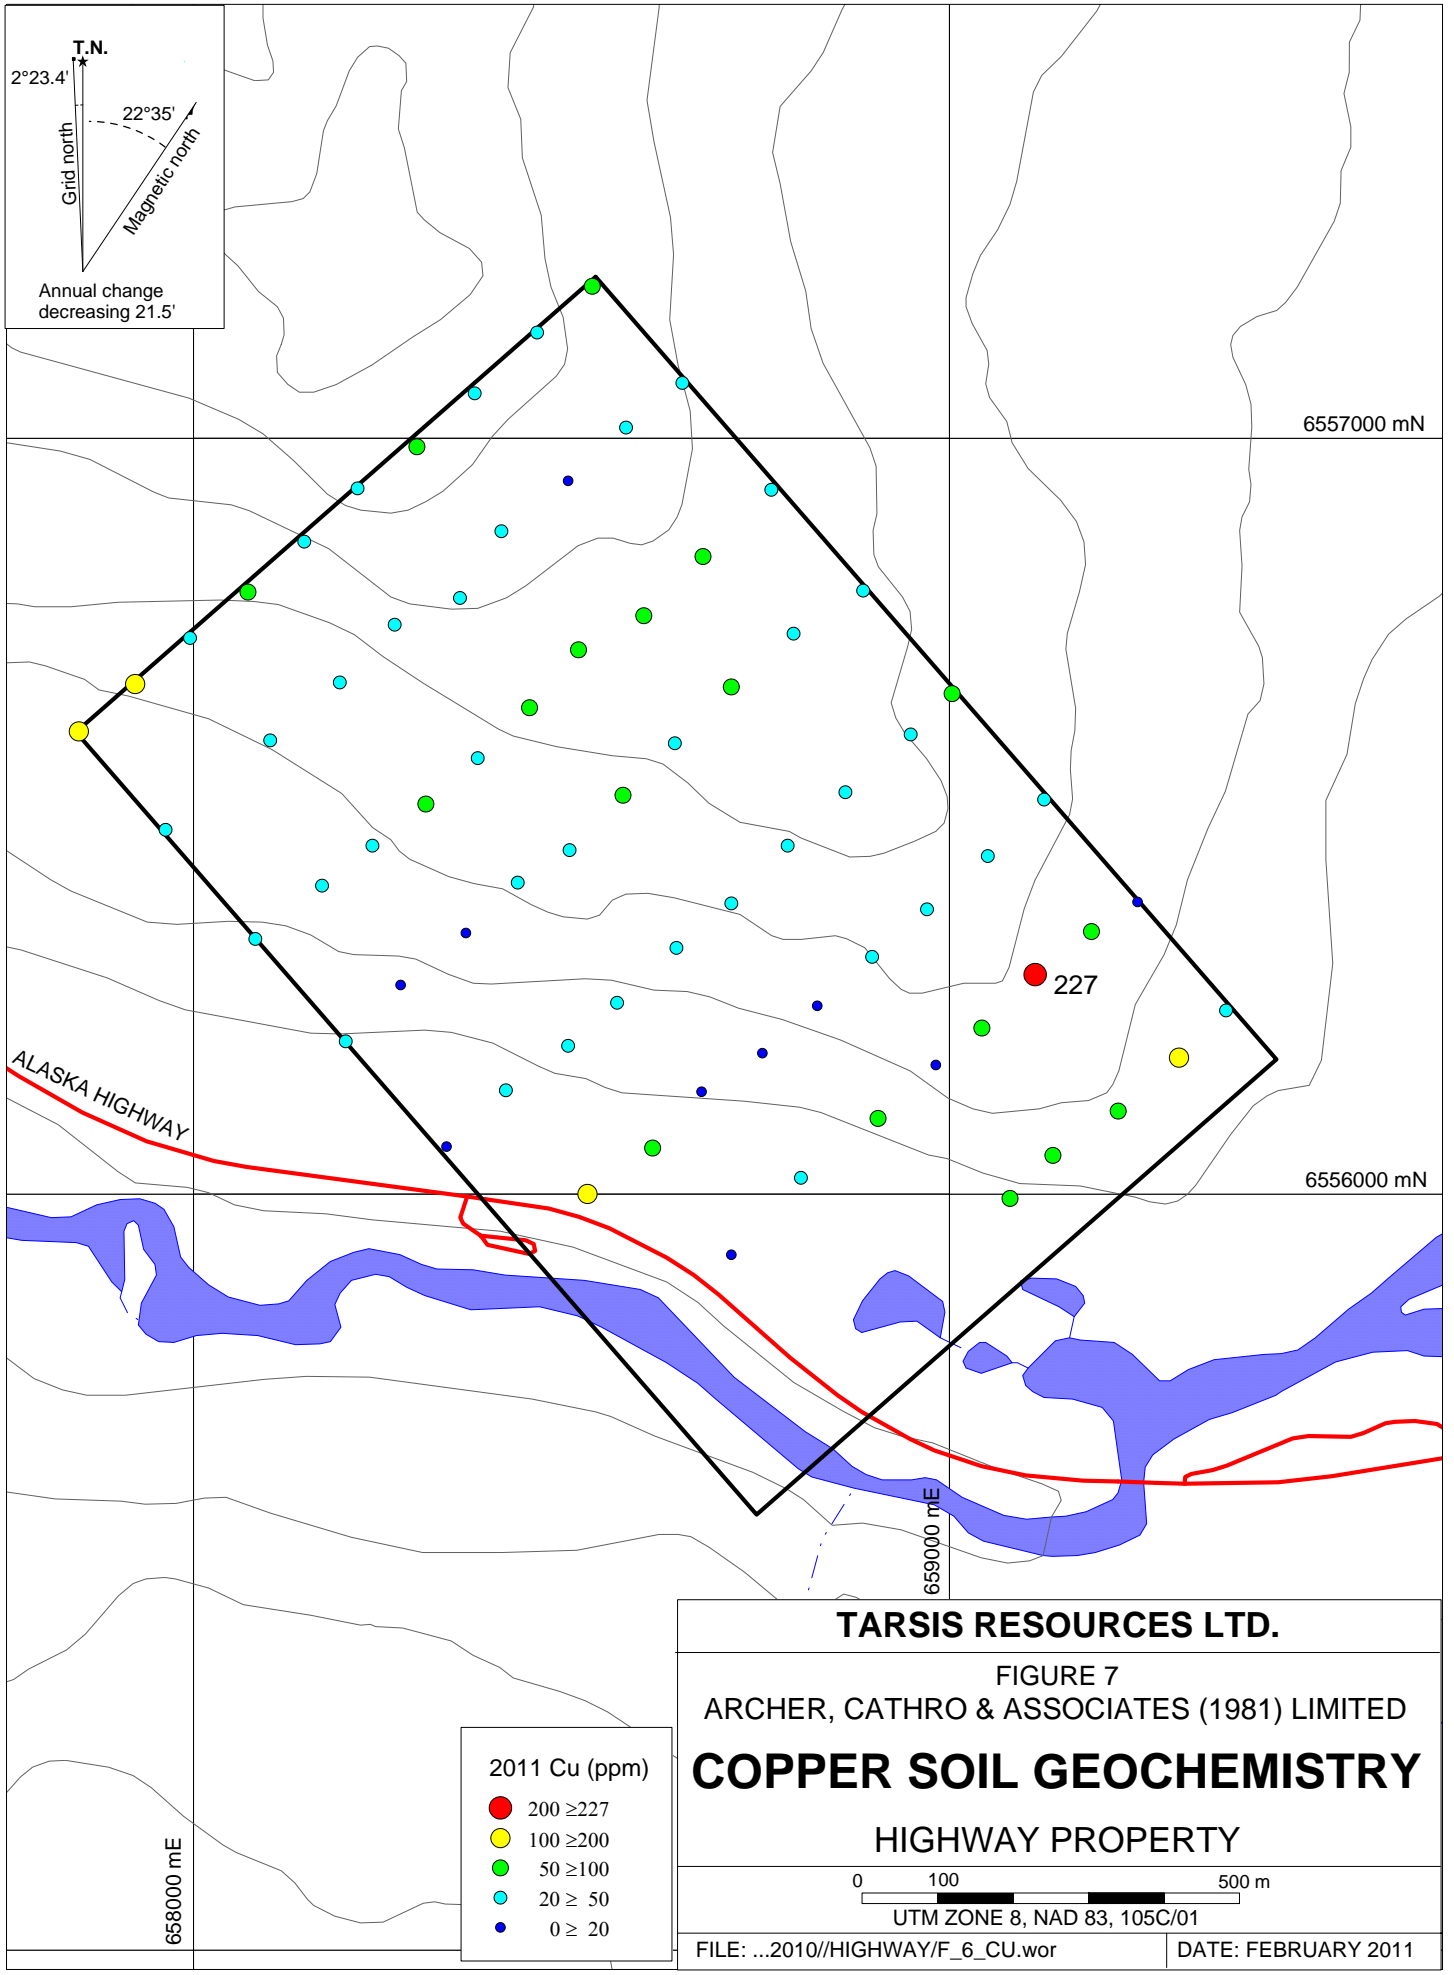 T.N.
2°23.4'
22°35'
Grid north
Magnetic north
Annual change
decreasing 21.5'
6557000 mN
227
ALASKA HIGHWAY
6556000 mN
659000 mE
658000 mE
2011 Cu (ppm)
200 ≥227
100 ≥200
50 ≥100
20 ≥ 50
0 ≥ 20
TARSIS RESOURCES LTD.
FIGURE 7
ARCHER, CATHRO & ASSOCIATES (1981) LIMITED
COPPER SOIL GEOCHEMISTRY
HIGHWAY PROPERTY
0 100 500 m
UTM ZONE 8, NAD 83, 105C/01
FILE: ...2010//HIGHWAY/F_6_CU.wor
DATE: FEBRUARY 2011